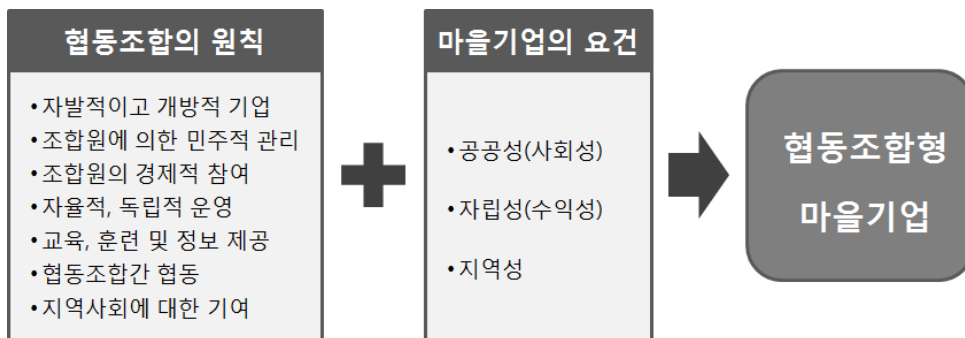 협동조합의 원칙
•자발적이고 개방적 기업
•조합원에 의한 민주적 관리
•조합원의 경제적 참여
•자율적, 독립적 운영
•교육, 훈련 및 정보 제공
•협동조합간 협동
•지역사회에 대한 기여
마을기업의 요건
•공공성(사회성)
•자립성(수익성)
•지역성
협동조합형
마을기업